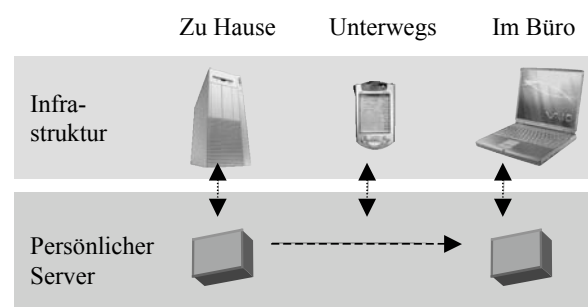 Zu Hause Unterwegs Im Büro
Infra-
struktur
Persönlicher
Server